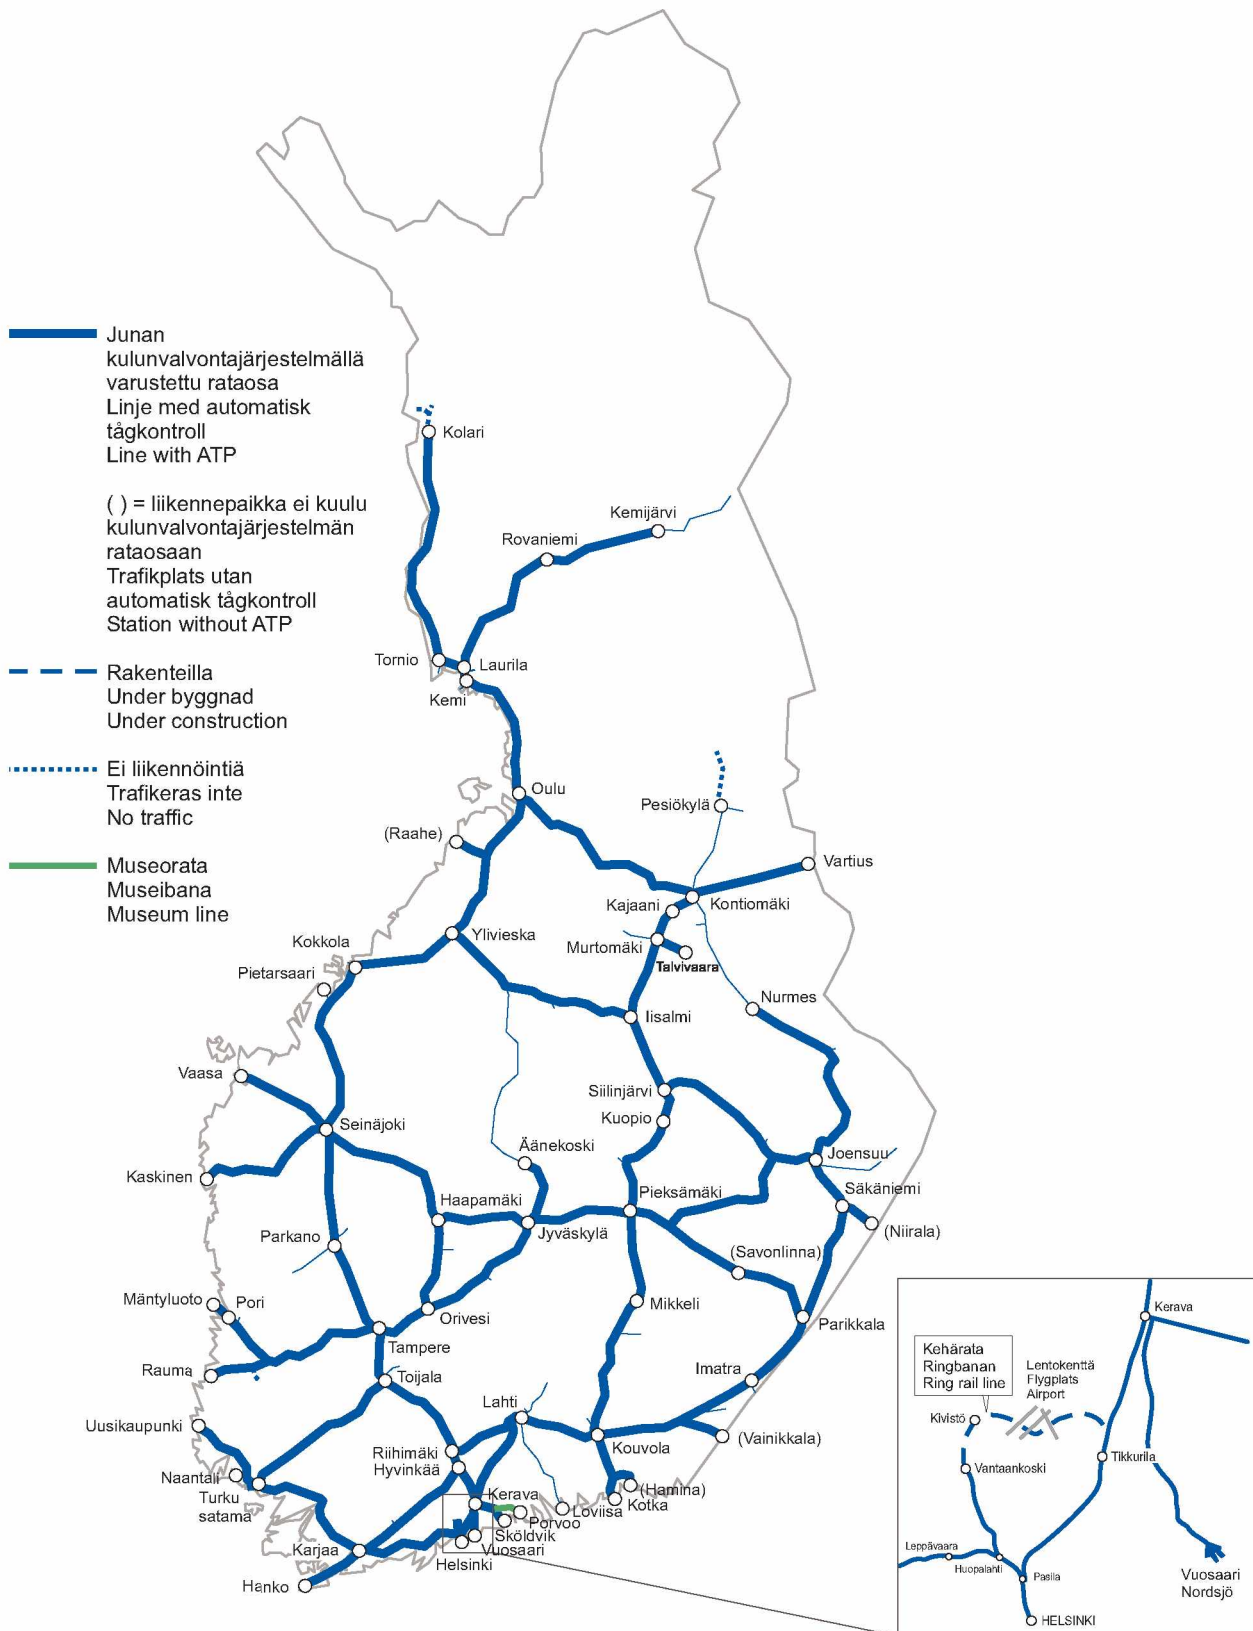 Junan
kulunvalvontajärjestelmällä
varustettu rataosa
Linje med automatisk
tågkontroll
Line with ATP
( ) = liikennepaikka ei kuulu
kulunvalvontajärjestelmän
rataosaan
Trafikplats utan
automatisk tågkontroll
Station without ATP
Rakenteilla
Under byggnad
Under construction
Ei liikennöintiä
Trafikeras inte
No traffic
Museorata
Museibana
Museum line
Kolari
Kemijärvi
Rovaniemi
Tornio
Laurila
Kemi
Oulu
Pesiökylä
(Raahe)
Vartius
Kajaani
Kontiomäki
Ylivieska
Murtomäki
Kokkola
Talvivaara
Pietarsaari
Nurmes
Iisalmi
Vaasa
Siilinjärvi
Kuopio
Seinäjoki
Äänekoski
Joensuu
Kaskinen
Säkäniemi
Haapamäki
Pieksämäki
(Niirala)
Parkano
Jyväskylä
(Savonlinna)
Mäntyluoto
Pori
Orivesi
Mikkeli
Parikkala
Tampere
Rauma
Toijala
Imatra
Lahti
Uusikaupunki
Kouvola
(Vainikkala)
Riihimäki
Hyvinkää
Naantali
Turku
satama
Kerava
(Hamina)
Kotka
Loviisa
Porvoo
Sköldvik
Vuosaari
Helsinki
Karjaa
Hanko
Kerava
Kehärata
Ringbanan
Ring rail line
Lentokenttä
Flygplats
Airport
Kivistö
Tikkurila
Vantaankoski
Leppävaara
Huopalahti
Pasila
Vuosaari
Nordsjö
HELSINKI